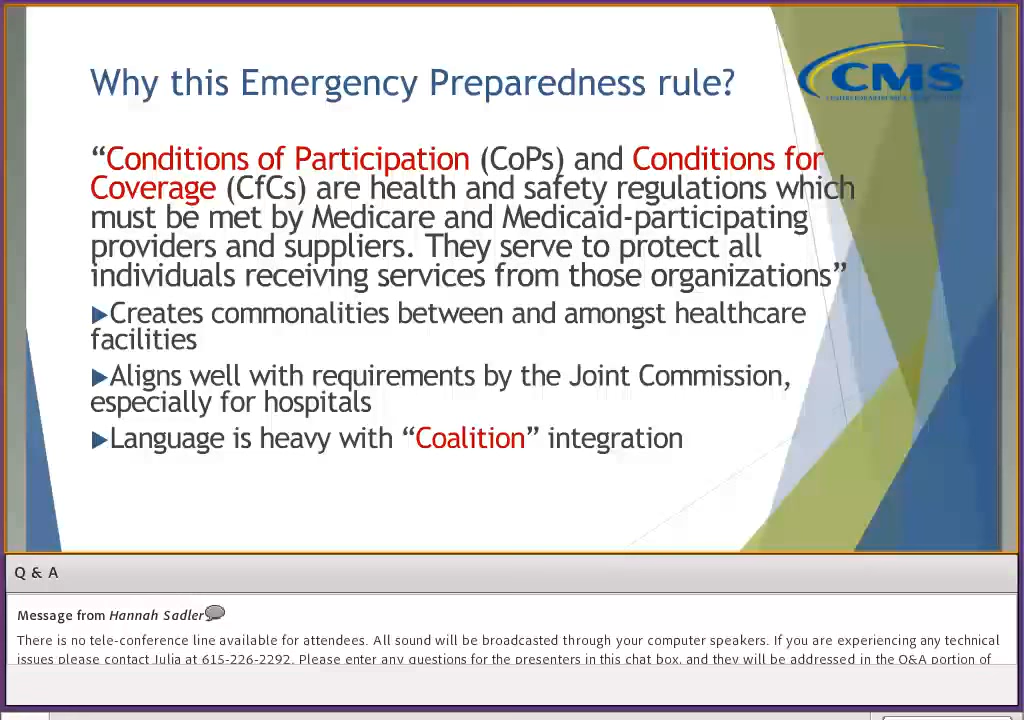 Why this Emergency Preparedness rule?
CMS
“Conditions of Participation (CoPs) and Conditions for
Coverage (CfCs) are health and safety regulations which
must be met by Medicare and Medicaid-participating
providers and suppliers. They serve to protect all
individuals receiving services from those organizations”
▶Creates commonalities between and amongst healthcare
facilities
▶Aligns well with requirements by the Joint Commission,
especially for hospitals
▶Language is heavy with “Coalition” integration
Q & A
Message from Hannah Sadler
There is no tele-conference line available for attendees. All sound will be broadcasted through your computer speakers. If you are experiencing any technical
issues please contact Julia at 615-226-2292. Please enter any questions for the presenters in this chat box, and they will be addressed in the Q&A portion of